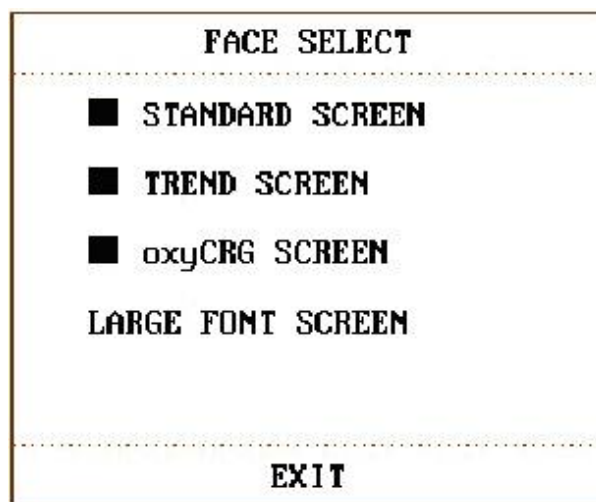 FACE SELECT
■ STANDARD SCREEN
■ TREND SCREEN
■ oxyCRG SCREEN
LARGE FONT SCREEN
EXIT